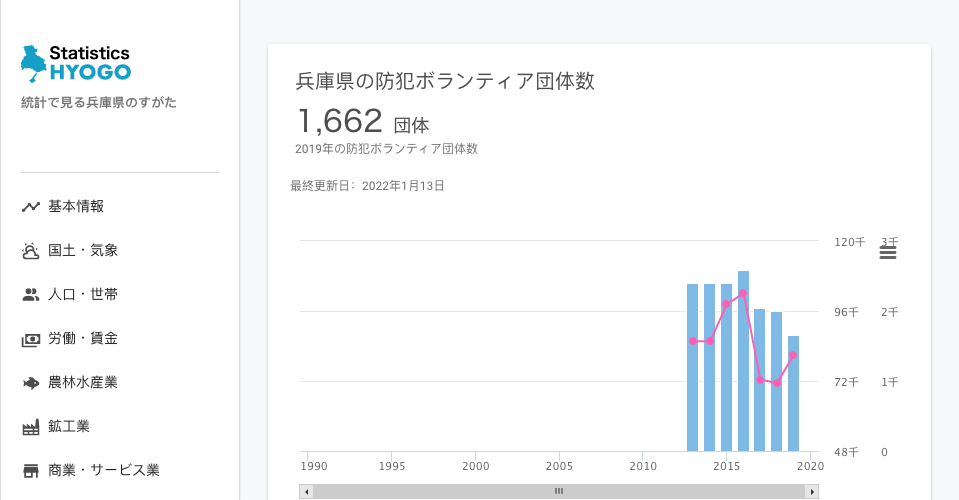 Statistics
HYOGO
統計で見る兵庫県のすがた
基本情報
国土・気象
人口・世帯
労働・賃金
農林水産業
鉱工業
商業・サービス業
兵庫県の防犯ボランティア団体数
1,662 団体
2019年の防犯ボランティア団体数
最終更新日：2022年1月13日
120千 3千
96千 2千
72千 1千
48千 0
1990 1995 2000 2005 2010 2015 2020